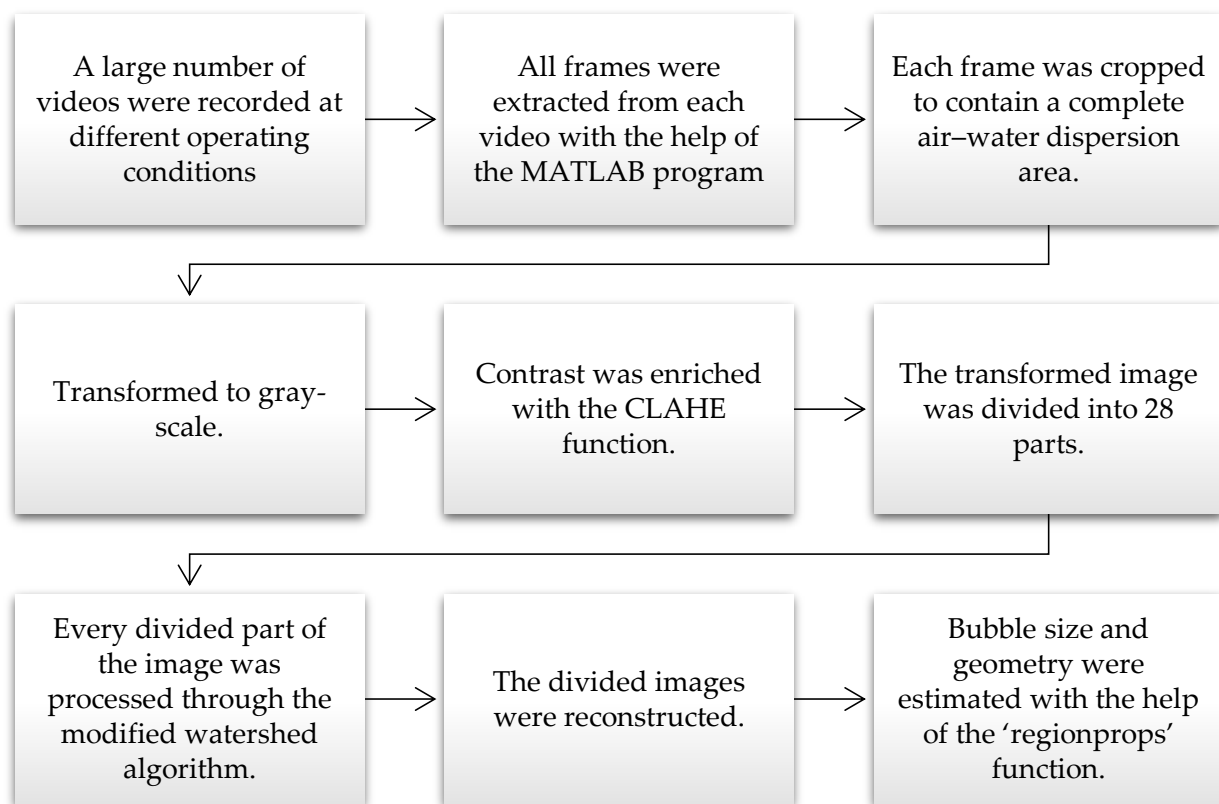 A large number of
videos were recorded at
different operating
conditions
All frames were
extracted from each
video with the help of
the MATLAB program
Each frame was cropped
to contain a complete
air–water dispersion
area.
Transformed to gray-
scale.
Contrast was enriched
with the CLAHE
function.
The transformed image
was divided into 28
parts.
Every divided part of
the image was
processed through the
modified watershed
algorithm.
The divided images
were reconstructed.
Bubble size and
geometry were
estimated with the help
of the ‘regionprops’
function.